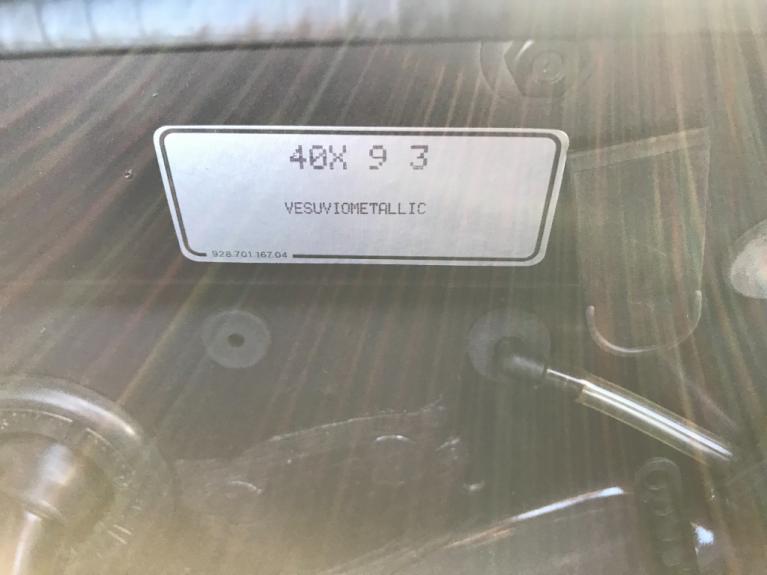 40X 9 3
VESUVIOMETALLIC
928.701.167.04